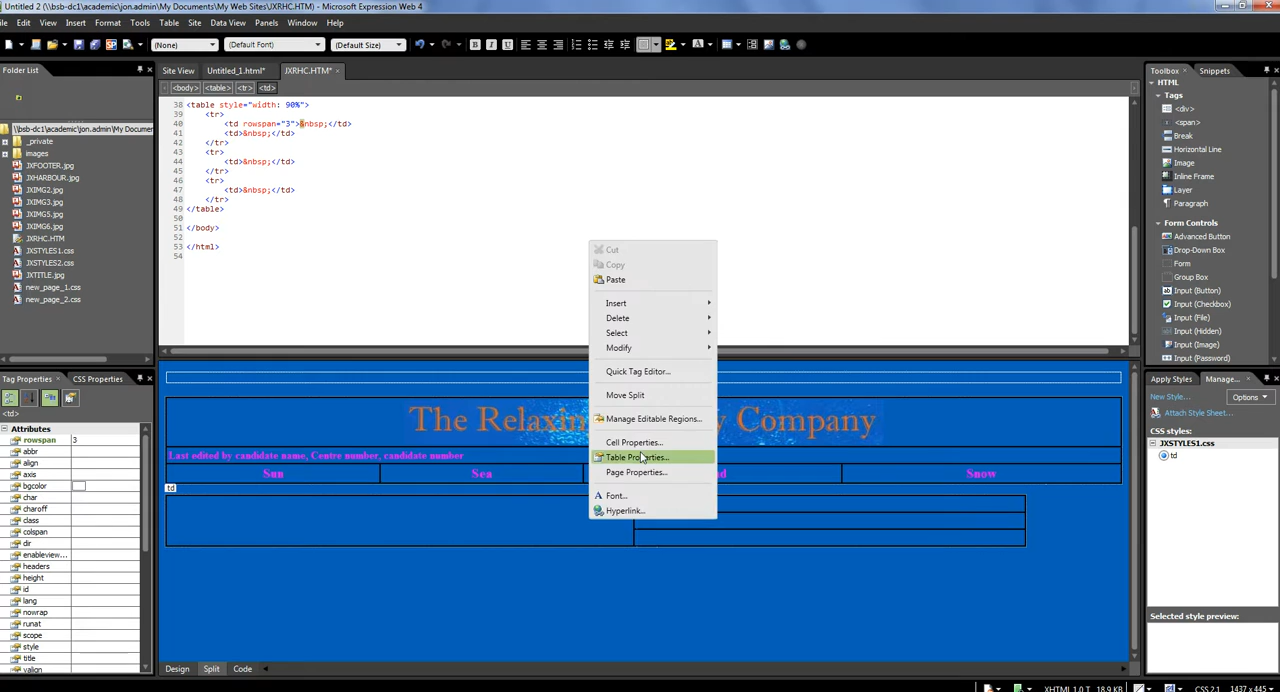 Untitled 2 (\\bsb-dc1\academic\jon.admin\My Documents\My Web Sites\JXRHC.HTM) - Microsoft Expression Web 4
File Edit View Insert Format Tools Table Site Data View Panels Window Help
(None) (Default Font) (Default Size) B I U A
Folder List
Site View Untitled_1.html* JXRHC.HTM*
<body> <table> <tr> <td>
\\bsb-dc1\academic\jon.admin\My Documen
_private
images
JXFOOTER.jpg
JXHARBOUR.jpg
JXIMG2.jpg
JXIMG3.jpg
JXIMG5.jpg
JXIMG6.jpg
JXRHC.HTM
JXSTYLES1.css
JXSTYLES2.css
JXTITLE.jpg
new_page_1.css
new_page_2.css
38 <table style="width: 90%">
39 <tr>
40 <td rowspan="3">&nbsp;</td>
41 <td>&nbsp;</td>
42 </tr>
43 <tr>
44 <td>&nbsp;</td>
45 </tr>
46 <tr>
47 <td>&nbsp;</td>
48 </tr>
49 </table>
50
51 </body>
52
53 </html>
54
Cut
Copy
Paste
Insert
Delete
Select
Modify
Quick Tag Editor...
Move Split
Manage Editable Regions...
Cell Properties...
Table Properties...
Page Properties...
Font...
Hyperlink...
Toolbox Snippets
HTML
Tags
<div>
<span>
Break
Horizontal Line
Image
Inline Frame
Layer
Paragraph
Form Controls
Advanced Button
Drop-Down Box
Form
Group Box
Input (Button)
Input (Checkbox)
Input (File)
Input (Hidden)
Input (Image)
Input (Password)
Tag Properties CSS Properties
<td>
Attributes
rowspan 3
abbr
align
axis
bgcolor
char
charoff
class
colspan
dir
enableview...
headers
height
id
lang
nowrap
runat
scope
style
title
valign
The Relaxin y Company
Last edited by candidate name, Centre number, candidate number
Sun Sea nd Snow
td
Apply Styles Manage...
New Style... Options
Attach Style Sheet...
CSS styles:
JXSTYLES1.css
td
Selected style preview:
Design Split Code
XHTML 1.0 T 18.9 KB CSS 2.1 1437 x 445